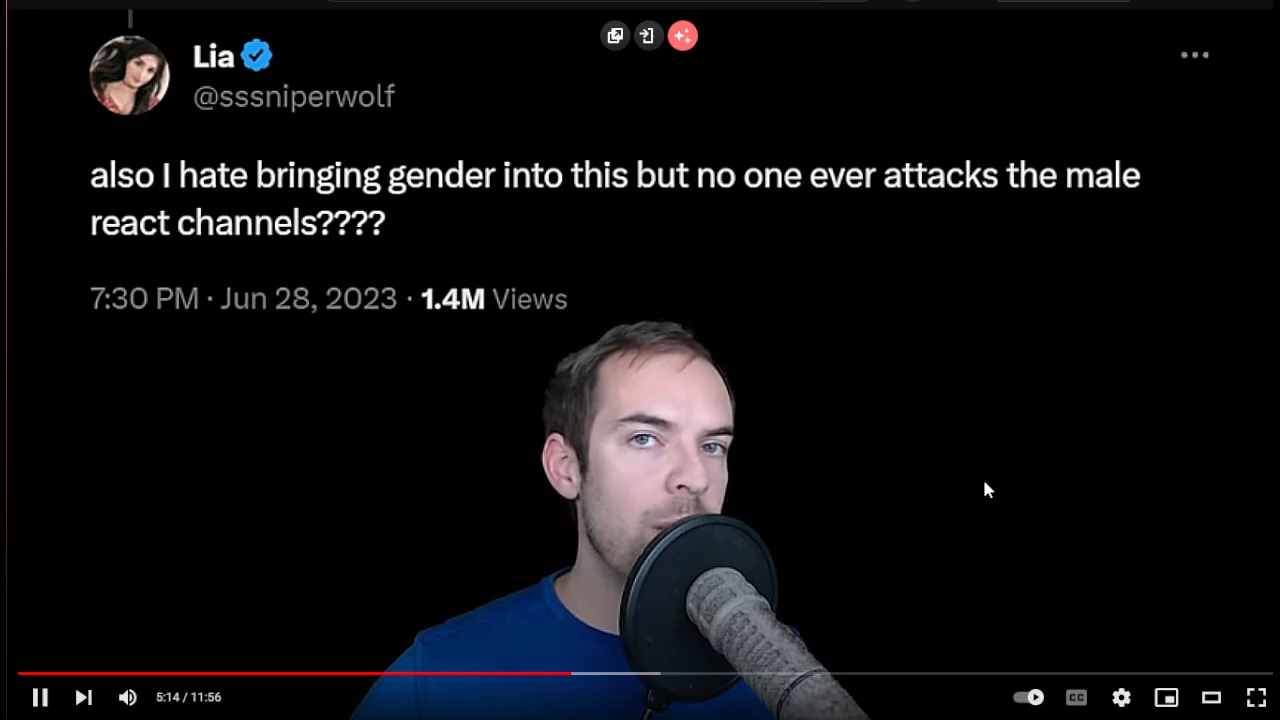 Lia
@sssniperwolf
also I hate bringing gender into this but no one ever attacks the male
react channels????
7:30 PM · Jun 28, 2023 · 1.4M Views
5:14 / 11:56
CC